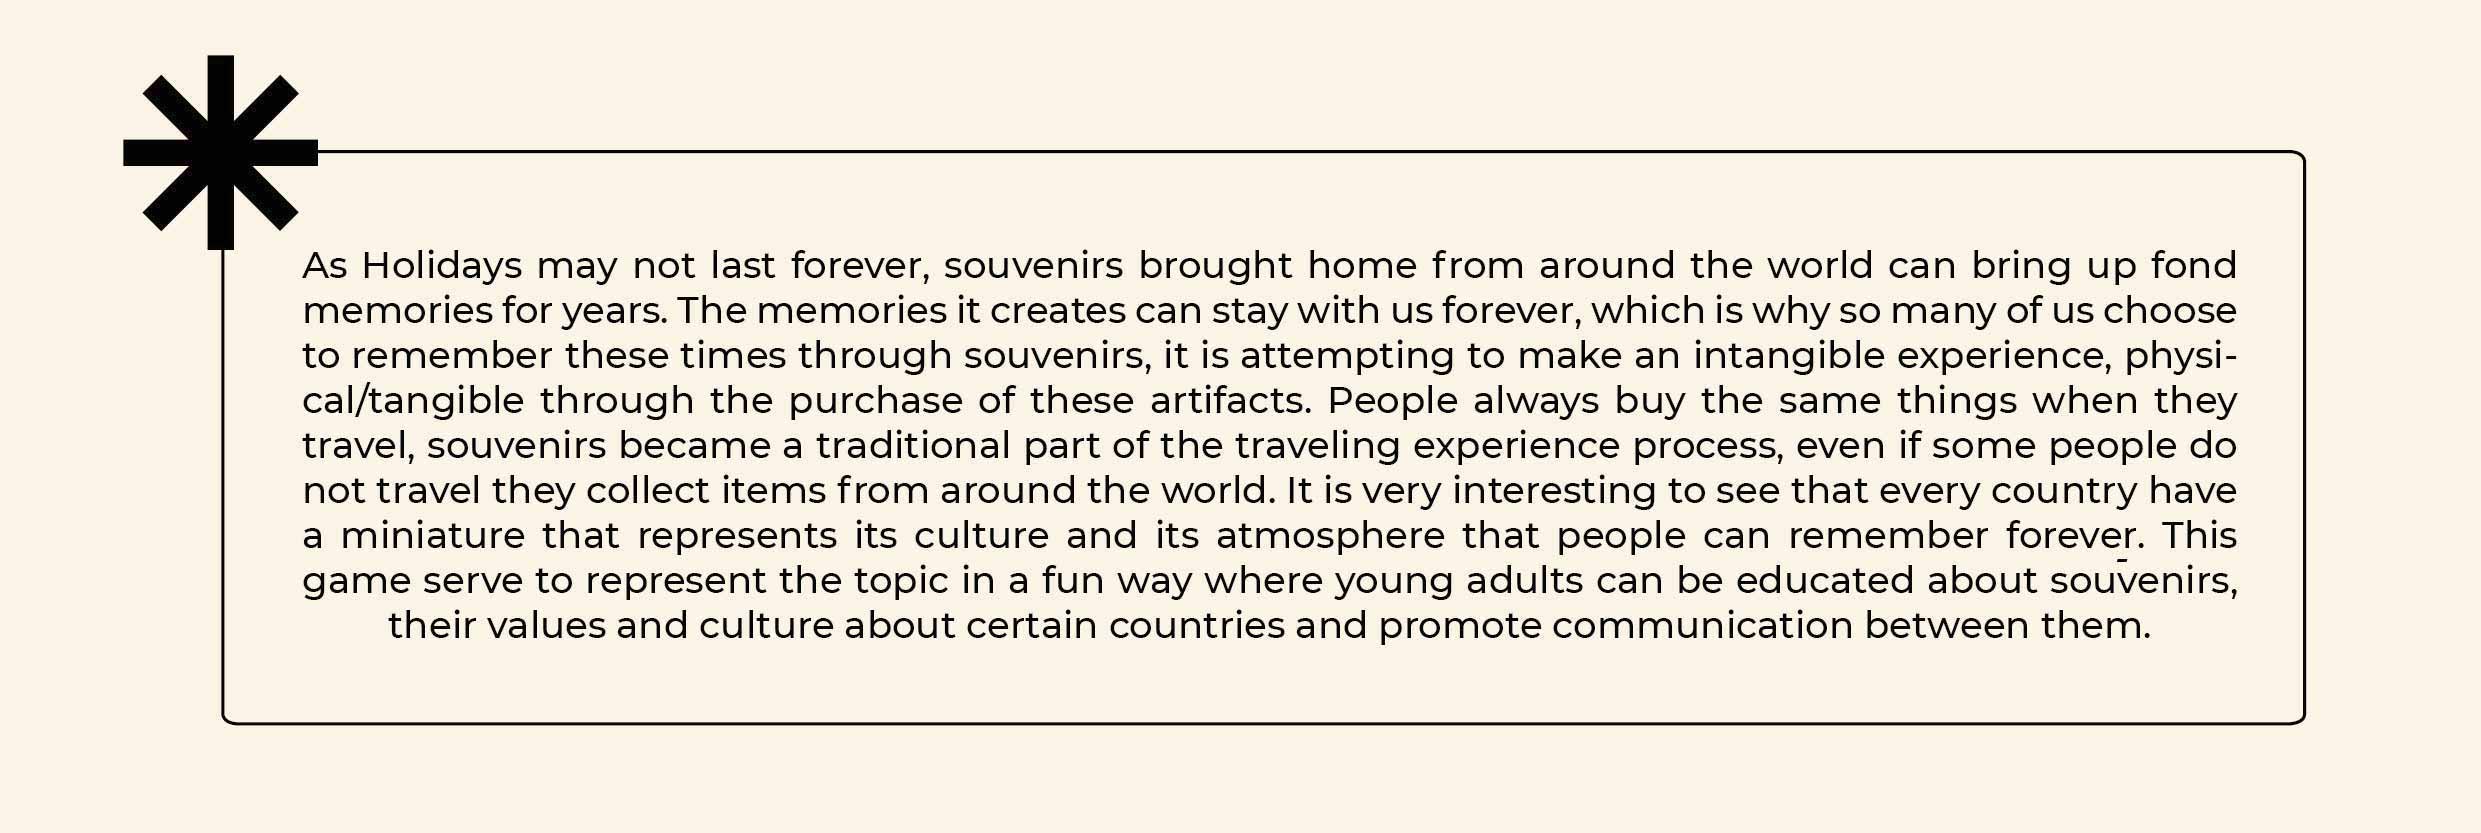 As Holidays may not last forever, souvenirs brought home from around the world can bring up fond
memories for years. The memories it creates can stay with us forever, which is why so many of us choose
to remember these times through souvenirs, it is attempting to make an intangible experience, physi-
cal/tangible through the purchase of these artifacts. People always buy the same things when they
travel, souvenirs became a traditional part of the traveling experience process, even if some people do
not travel they collect items from around the world. It is very interesting to see that every country have
a miniature that represents its culture and its atmosphere that people can remember forever. This
game serve to represent the topic in a fun way where young adults can be educated about souvenirs,
their values and culture about certain countries and promote communication between them.